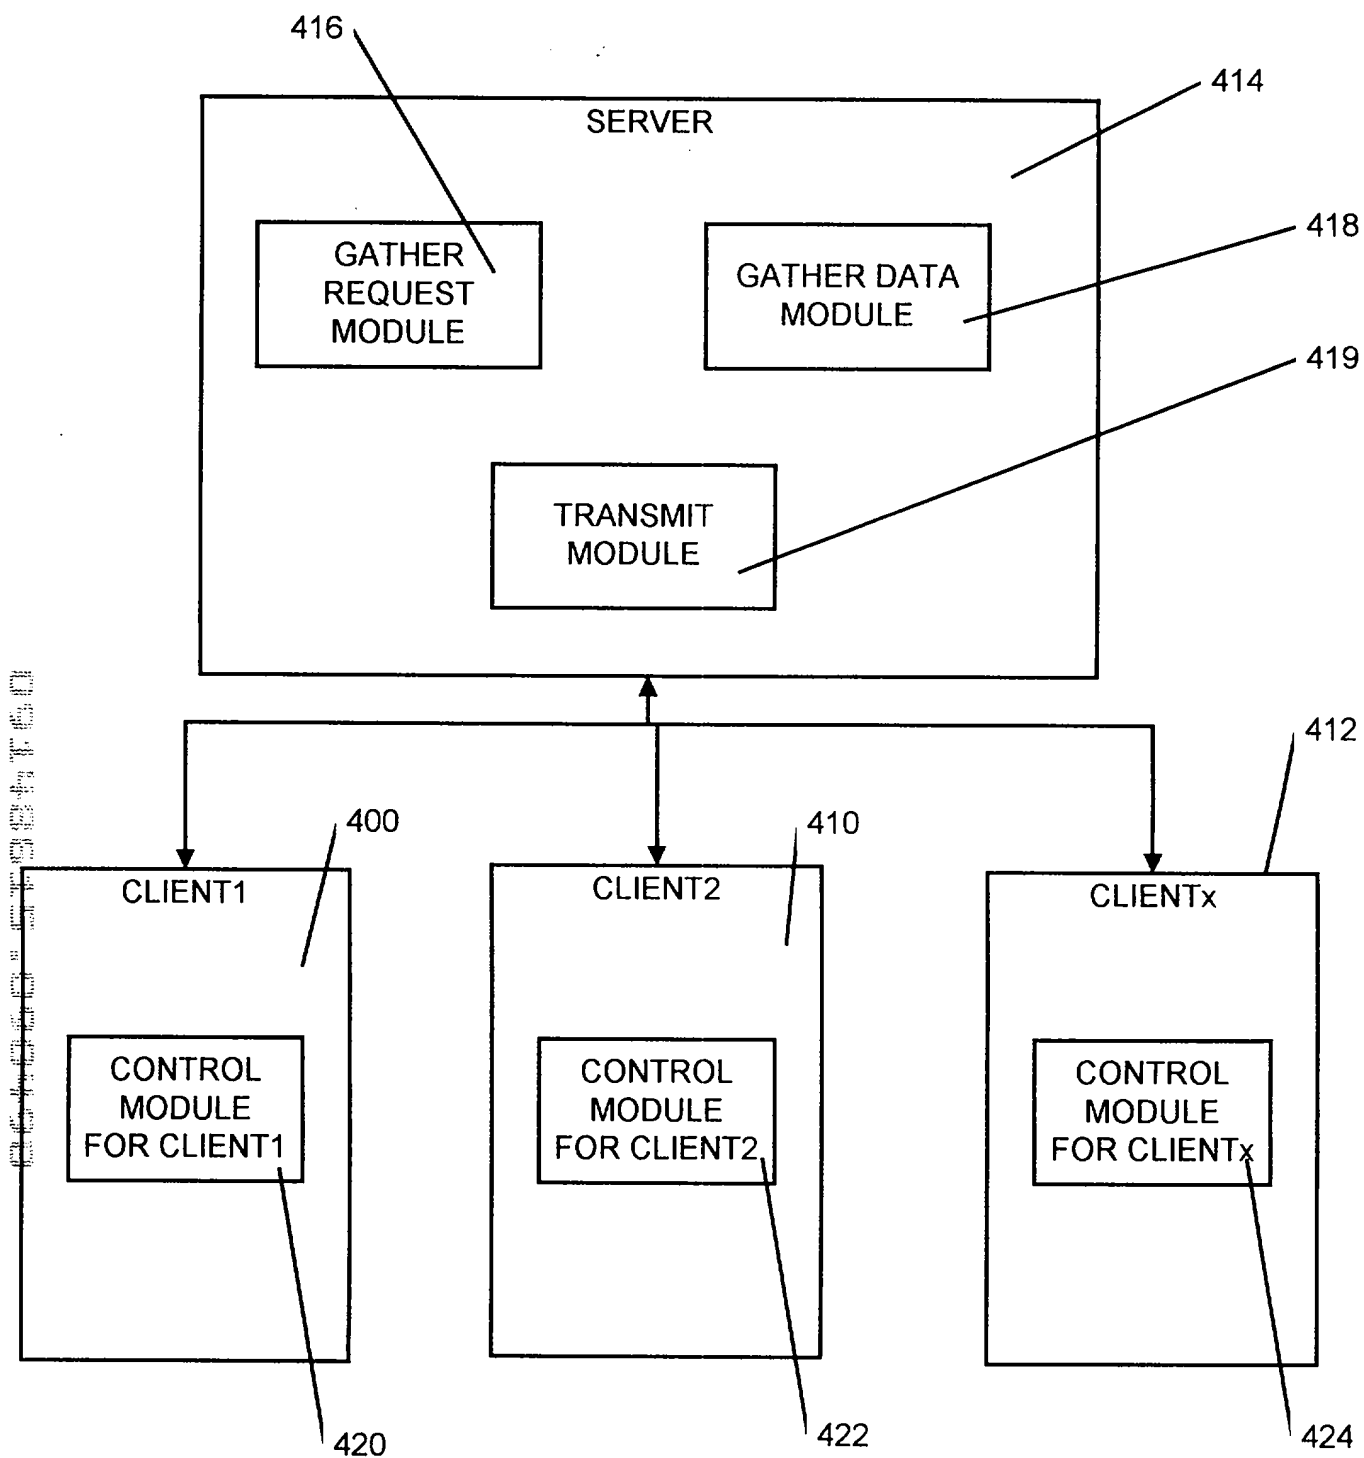 416
414
SERVER
418
GATHER
REQUEST
MODULE
GATHER DATA
MODULE
419
TRANSMIT
MODULE
412
400
410
CLIENT1
CLIENT2
CLIENTx
CONTROL
MODULE
FOR CLIENT1
CONTROL
MODULE
FOR CLIENT2
CONTROL
MODULE
FOR CLIENTx
420
422
424